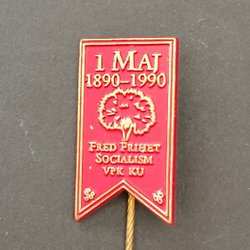 1 MAJ
1890-1990
FRED FRIHET
SOCIALISM
VPK KU